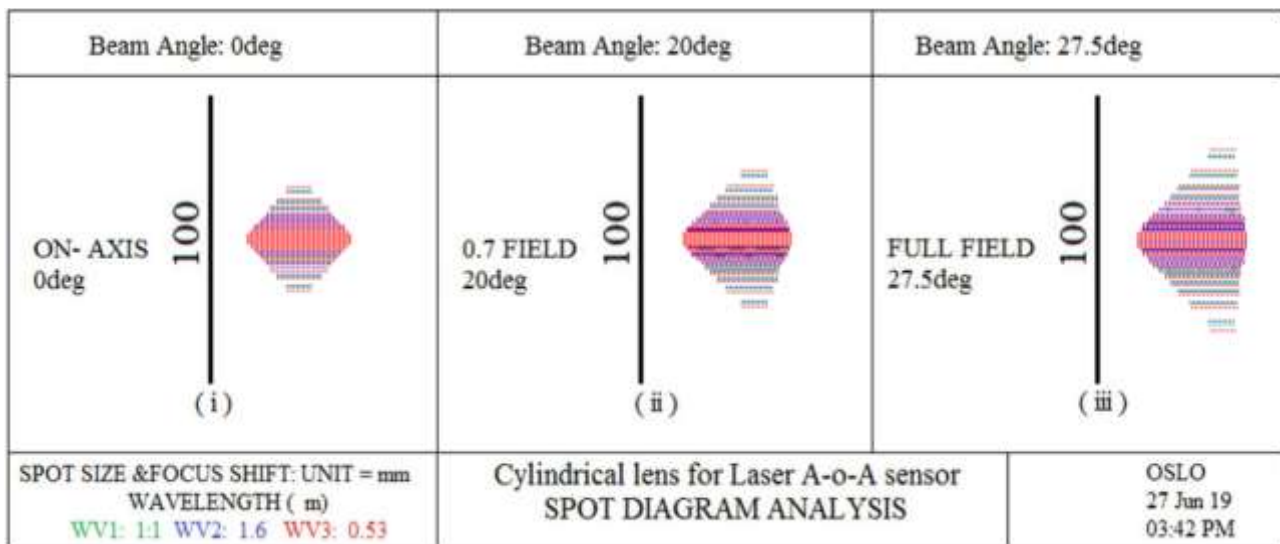 Beam Angle: 0deg
Beam Angle: 20deg
Beam Angle: 27.5deg
100
ON- AXIS
0deg
( i )
100
0.7 FIELD
20deg
( ii )
100
FULL FIELD
27.5deg
( iii )
SPOT SIZE &FOCUS SHIFT: UNIT = mm
WAVELENGTH ( m)
WV1: 1:1 WV2: 1.6 WV3: 0.53
Cylindrical lens for Laser A-o-A sensor
SPOT DIAGRAM ANALYSIS
OSLO
27 Jun 19
03:42 PM